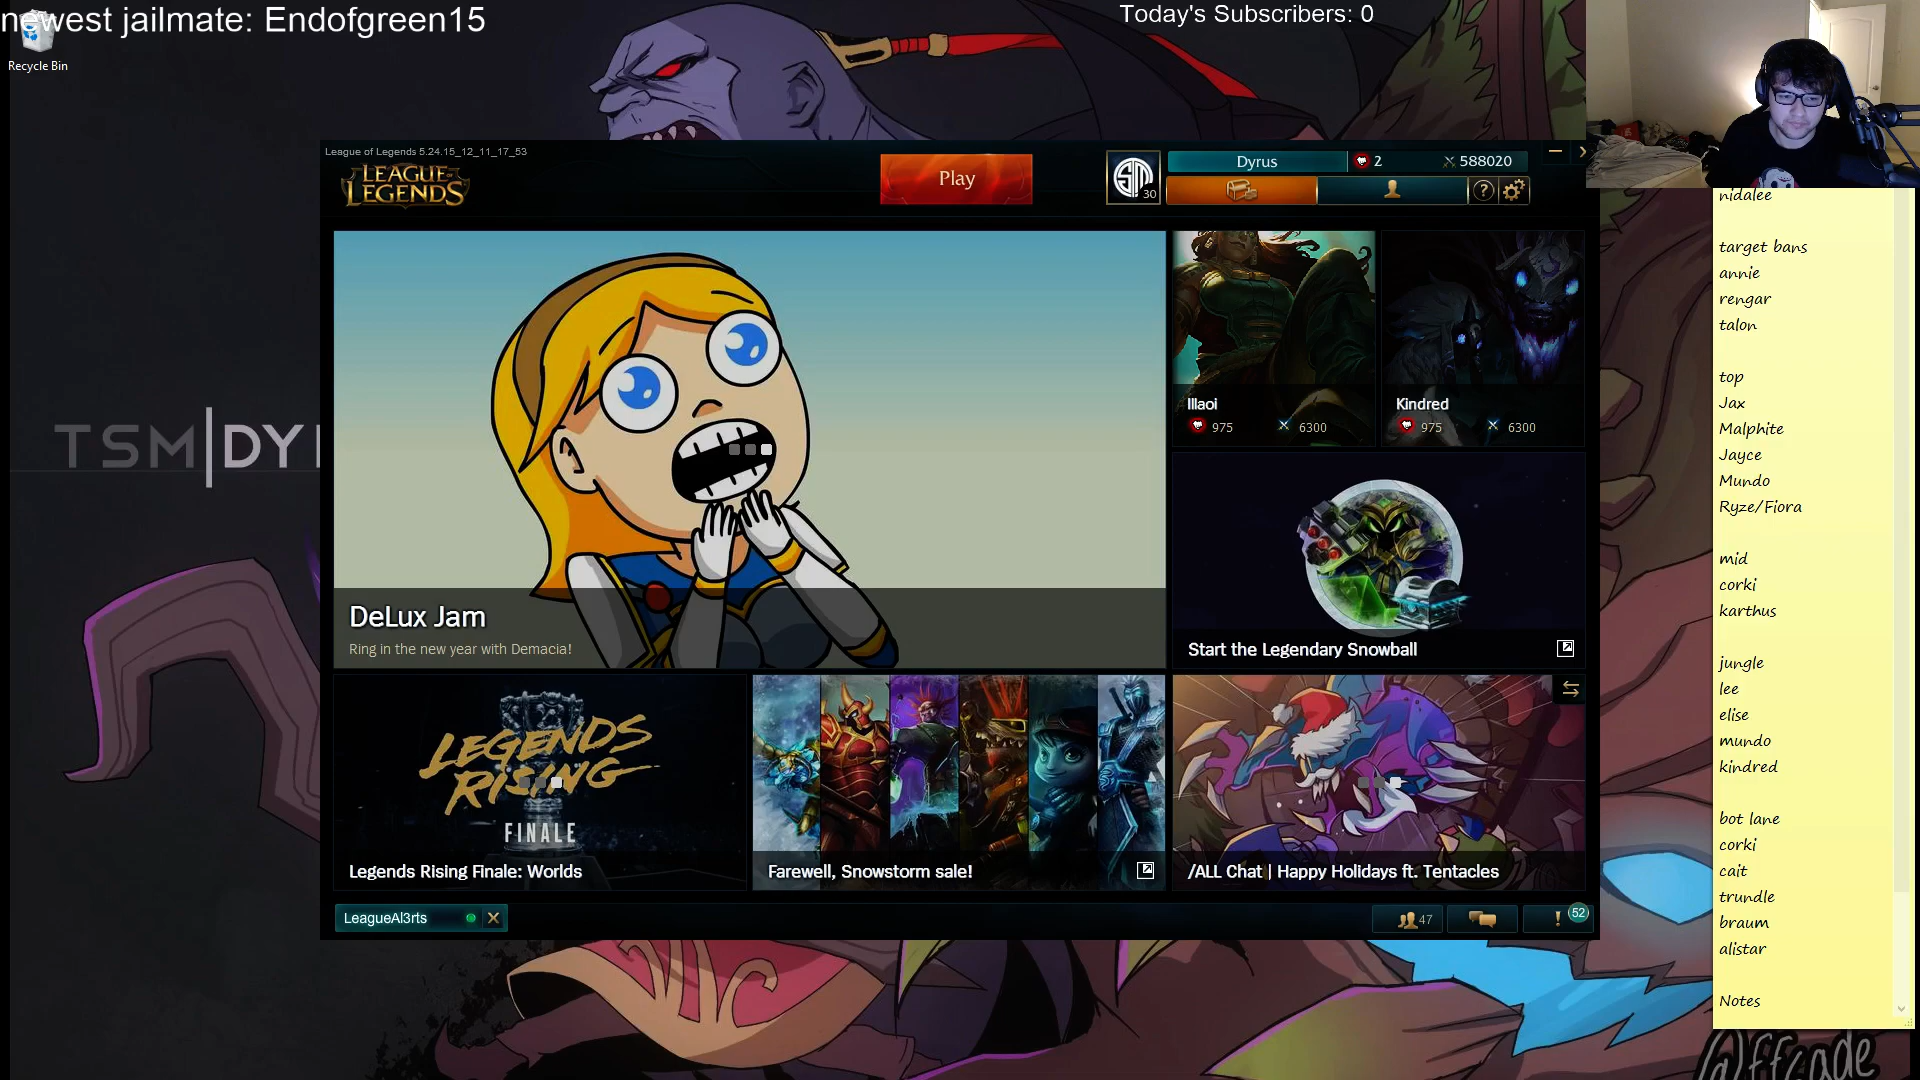 newest jailmate: Endofgreen15
Today's Subscribers: 0
Recycle Bin
League of Legends 5.24.15_12_11_17_53
LEAGUE OF LEGENDS
Play
TSM
30
Dyrus
2
588020
TSM|DY
DeLux Jam
Ring in the new year with Demacia!
Illaoi
975
6300
Kindred
975
6300
Start the Legendary Snowball
LEGENDS
RISING
FINALE
Legends Rising Finale: Worlds
Farewell, Snowstorm sale!
/ALL Chat | Happy Holidays ft. Tentacles
LeagueAl3rts
47
52
nidalee
target bans
annie
rengar
talon
top
Jax
Malphite
Jayce
Mundo
Ryze/Fiora
mid
corki
karthus
jungle
lee
elise
mundo
kindred
bot lane
corki
cait
trundle
braum
alistar
Notes